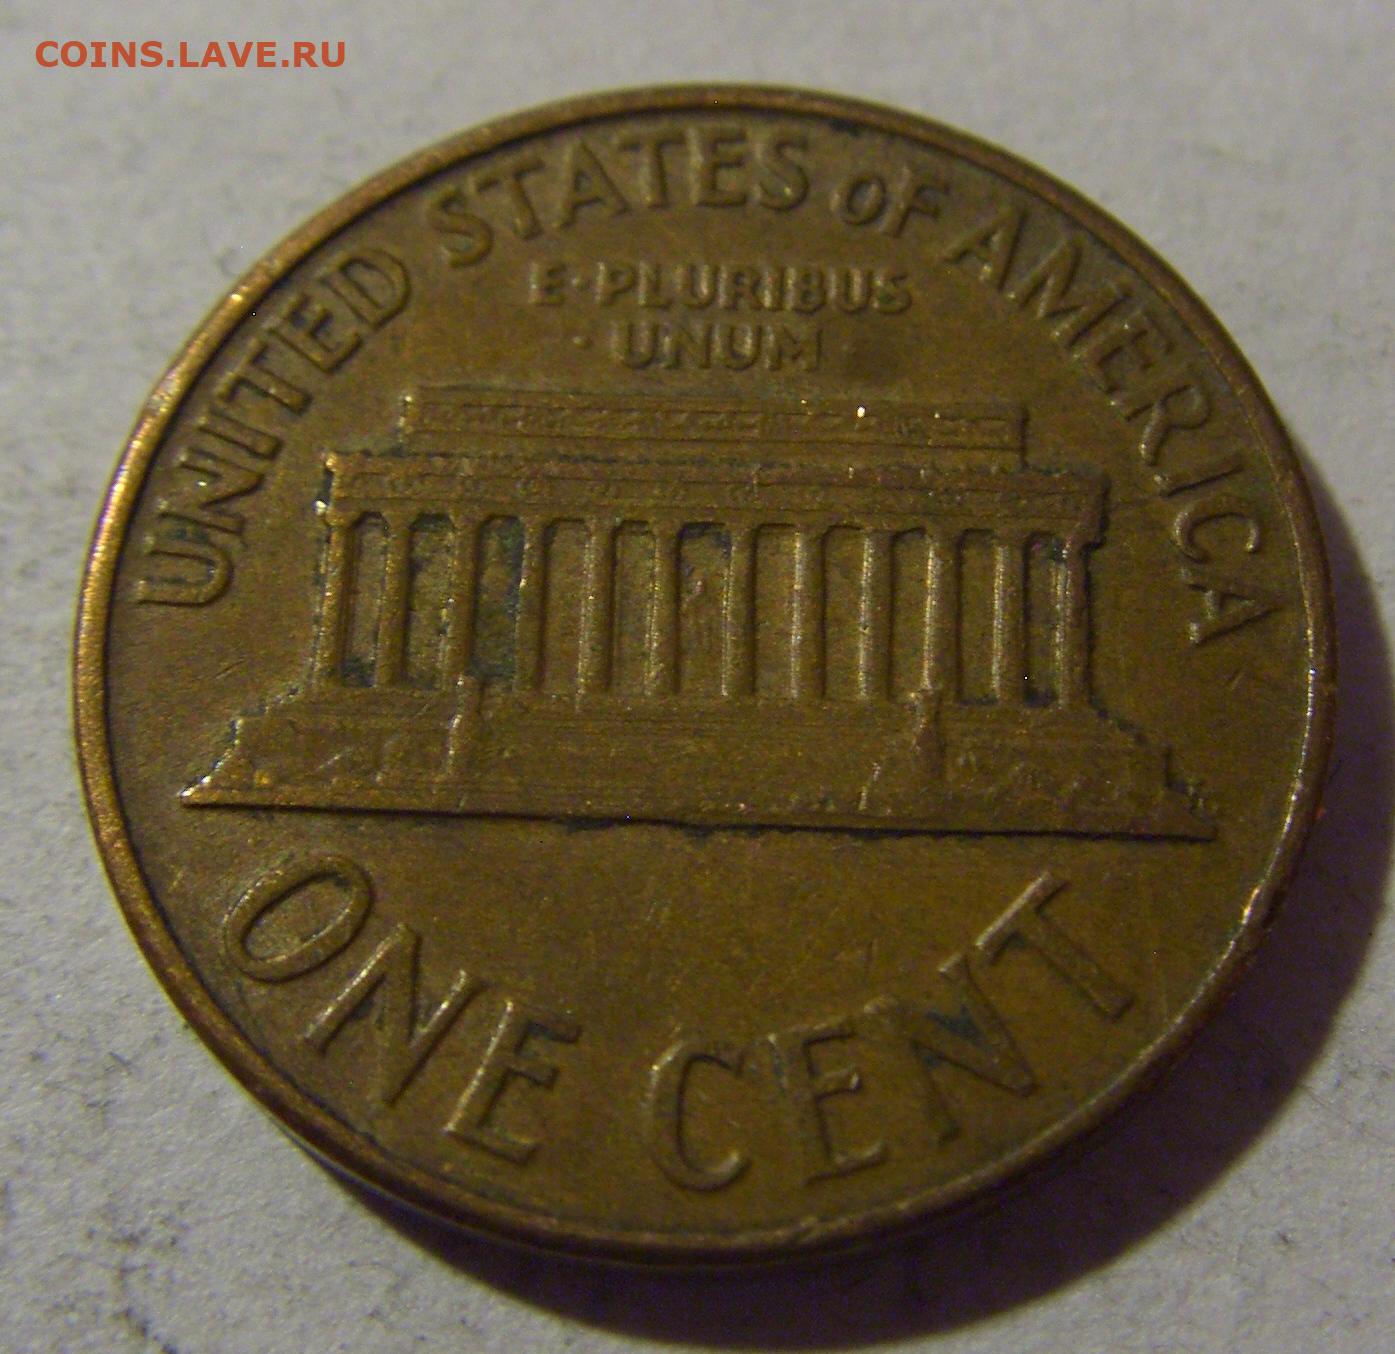 COINS.LAVE.RU
UNITED STATES OF AMERICA
E·PLURIBUS
·UNUM·
ONE CENT